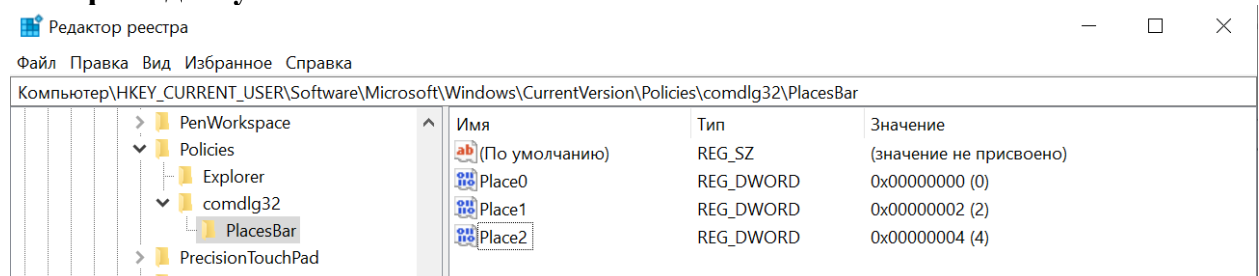 Редактор реестра
Файл Правка Вид Избранное Справка
Компьютер\HKEY_CURRENT_USER\Software\Microsoft\Windows\CurrentVersion\Policies\comdlg32\PlacesBar
PenWorkspace
Policies
Explorer
comdlg32
PlacesBar
PrecisionTouchPad
Имя Тип Значение
(По умолчанию) REG_SZ (значение не присвоено)
Place0 REG_DWORD 0x00000000 (0)
Place1 REG_DWORD 0x00000002 (2)
Place2 REG_DWORD 0x00000004 (4)